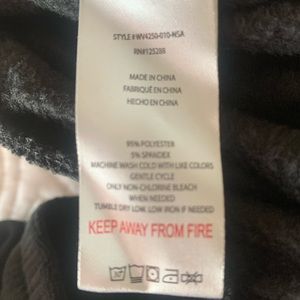 STYLE #WV4250-010-NSA
RN#125288
MADE IN CHINA
FABRIQUÉ EN CHINA
HECHO EN CHINA
95% POLYESTER
5% SPANDEX
MACHINE WASH COLD WITH LIKE COLORS
GENTLE CYCLE
ONLY NON-CHLORINE BLEACH
WHEN NEEDED
TUMBLE DRY LOW, LOW IRON IF NEEDED
KEEP AWAY FROM FIRE